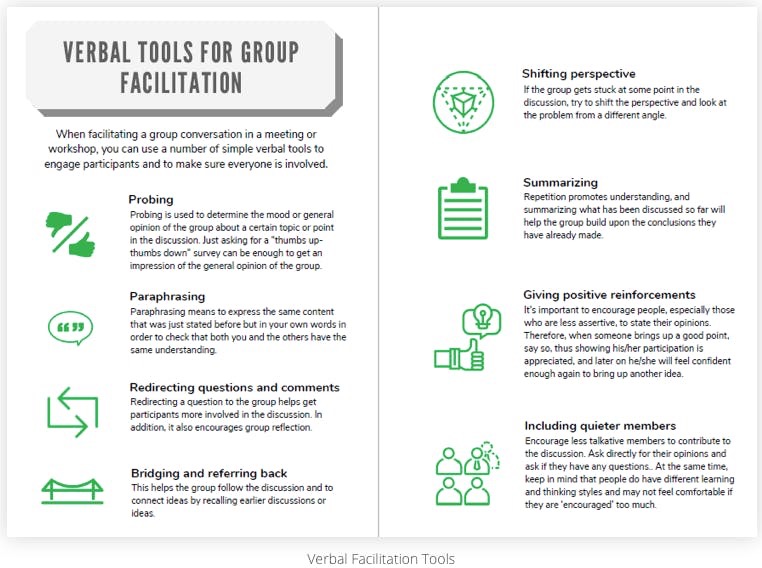 VERBAL TOOLS FOR GROUP
FACILITATION
When facilitating a group conversation in a meeting or
workshop, you can use a number of simple verbal tools to
engage participants and to make sure everyone is involved.
Probing
Probing is used to determine the mood or general
opinion of the group about a certain topic or point
in the discussion. Just asking for a "thumbs up-
thumbs down" survey can be enough to get an
impression of the general opinion of the group.
Paraphrasing
Paraphrasing means to express the same content
that was just stated before but in your own words in
order to check that both you and the others have the
same understanding.
Redirecting questions and comments
Redirecting a question to the group helps get
participants more involved in the discussion. In
addition, it also encourages group reflection.
Bridging and referring back
This helps the group follow the discussion and to
connect ideas by recalling earlier discussions or
ideas.
Shifting perspective
If the group gets stuck at some point in the
discussion, try to shift the perspective and look at
the problem from a different angle.
Summarizing
Repetition promotes understanding, and
summarizing what has been discussed so far will
help the group build upon the conclusions they
have already made.
Giving positive reinforcements
It's important to encourage people, especially those
who are less assertive, to state their opinions.
Therefore, when someone brings up a good point,
say so, thus showing his/her participation is
appreciated, and later on he/she will feel confident
enough again to bring up another idea.
Including quieter members
Encourage less talkative members to contribute to
the discussion. Ask directly for their opinions and
ask if they have any questions.. At the same time,
keep in mind that people do have different learning
and thinking styles and may not feel comfortable if
they are 'encouraged' too much.
Verbal Facilitation Tools